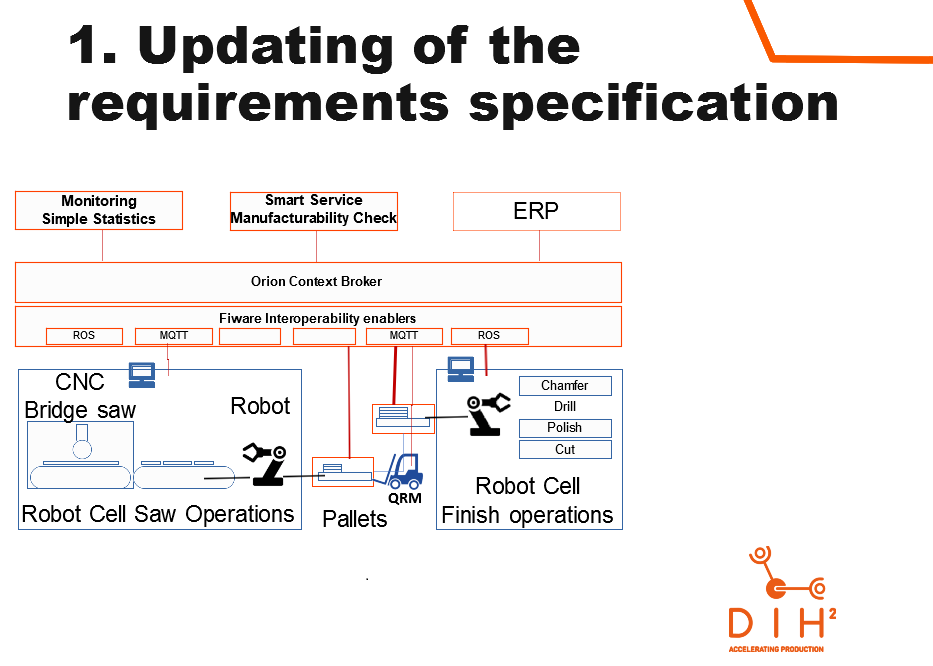 1. Updating of the
requirements specification
Monitoring
Simple Statistics
Smart Service
Manufacturability Check
ERP
Orion Context Broker
Fiware Interoperability enablers
ROS
MQTT
MQTT
ROS
CNC
Bridge saw
Robot
Robot Cell Saw Operations
Pallets
QRM
Chamfer
Drill
Polish
Cut
Robot Cell
Finish operations
.
DIH²
ACCELERATING PRODUCTION